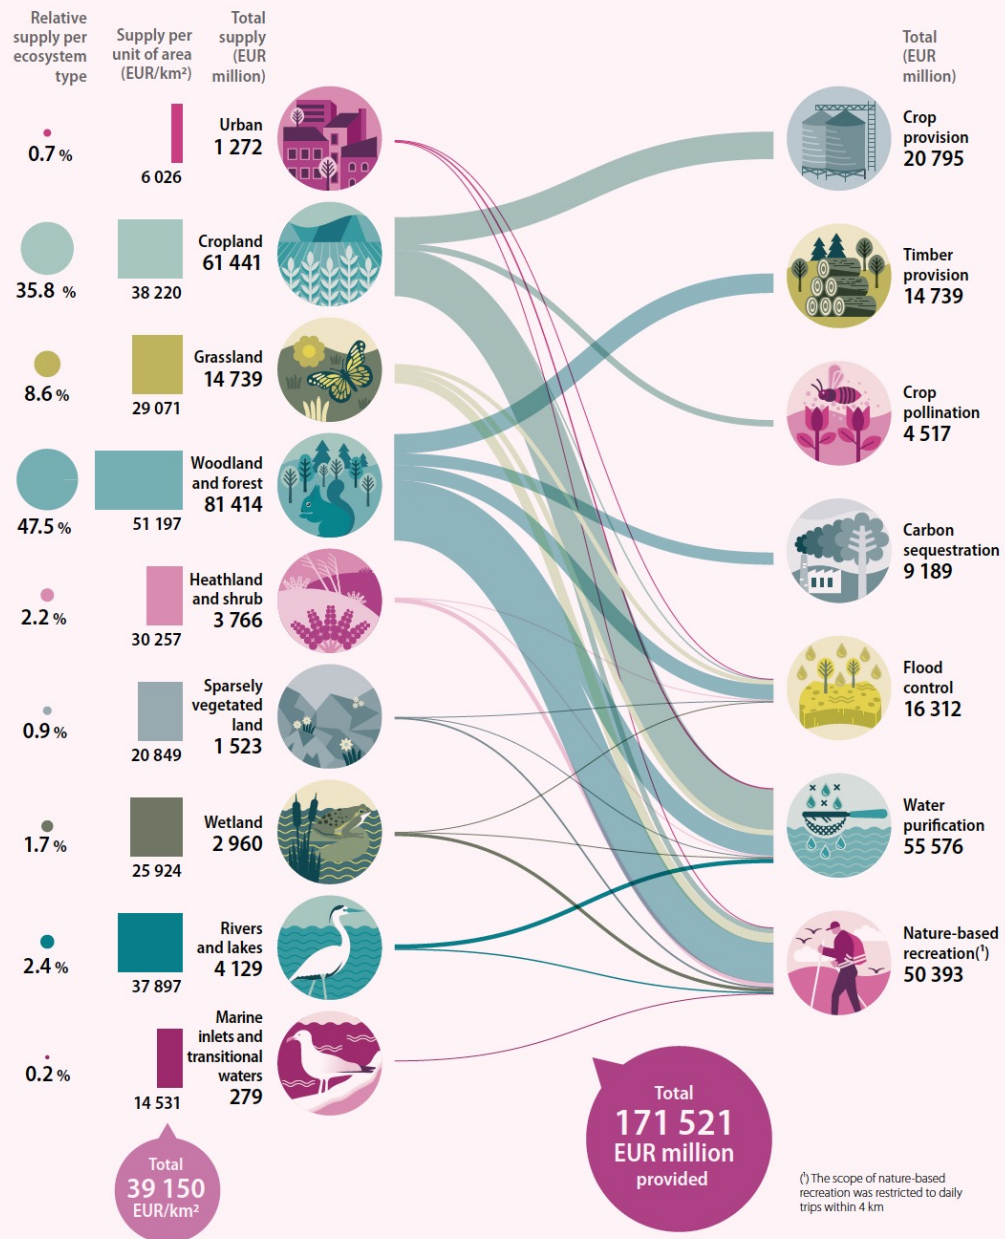 Relative
supply per
ecosystem
type
Supply per
unit of area
(EUR/km²)
Total
supply
(EUR
million)
Total
(EUR
million)
0.7 %
6 026
Urban
1 272
35.8 %
38 220
Cropland
61 441
8.6 %
29 071
Grassland
14 739
47.5 %
51 197
Woodland
and forest
81 414
2.2 %
30 257
Heathland
and shrub
3 766
0.9 %
20 849
Sparsely
vegetated
land
1 523
1.7 %
25 924
Wetland
2 960
2.4 %
37 897
Rivers
and lakes
4 129
0.2 %
14 531
Marine
inlets and
transitional
waters
279
Crop
provision
20 795
Timber
provision
14 739
Crop
pollination
4 517
Carbon
sequestration
9 189
Flood
control
16 312
Water
purification
55 576
Nature-based
recreation(¹)
50 393
Total
39 150
EUR/km²
Total
171 521
EUR million
provided
(¹) The scope of nature-based
recreation was restricted to daily
trips within 4 km